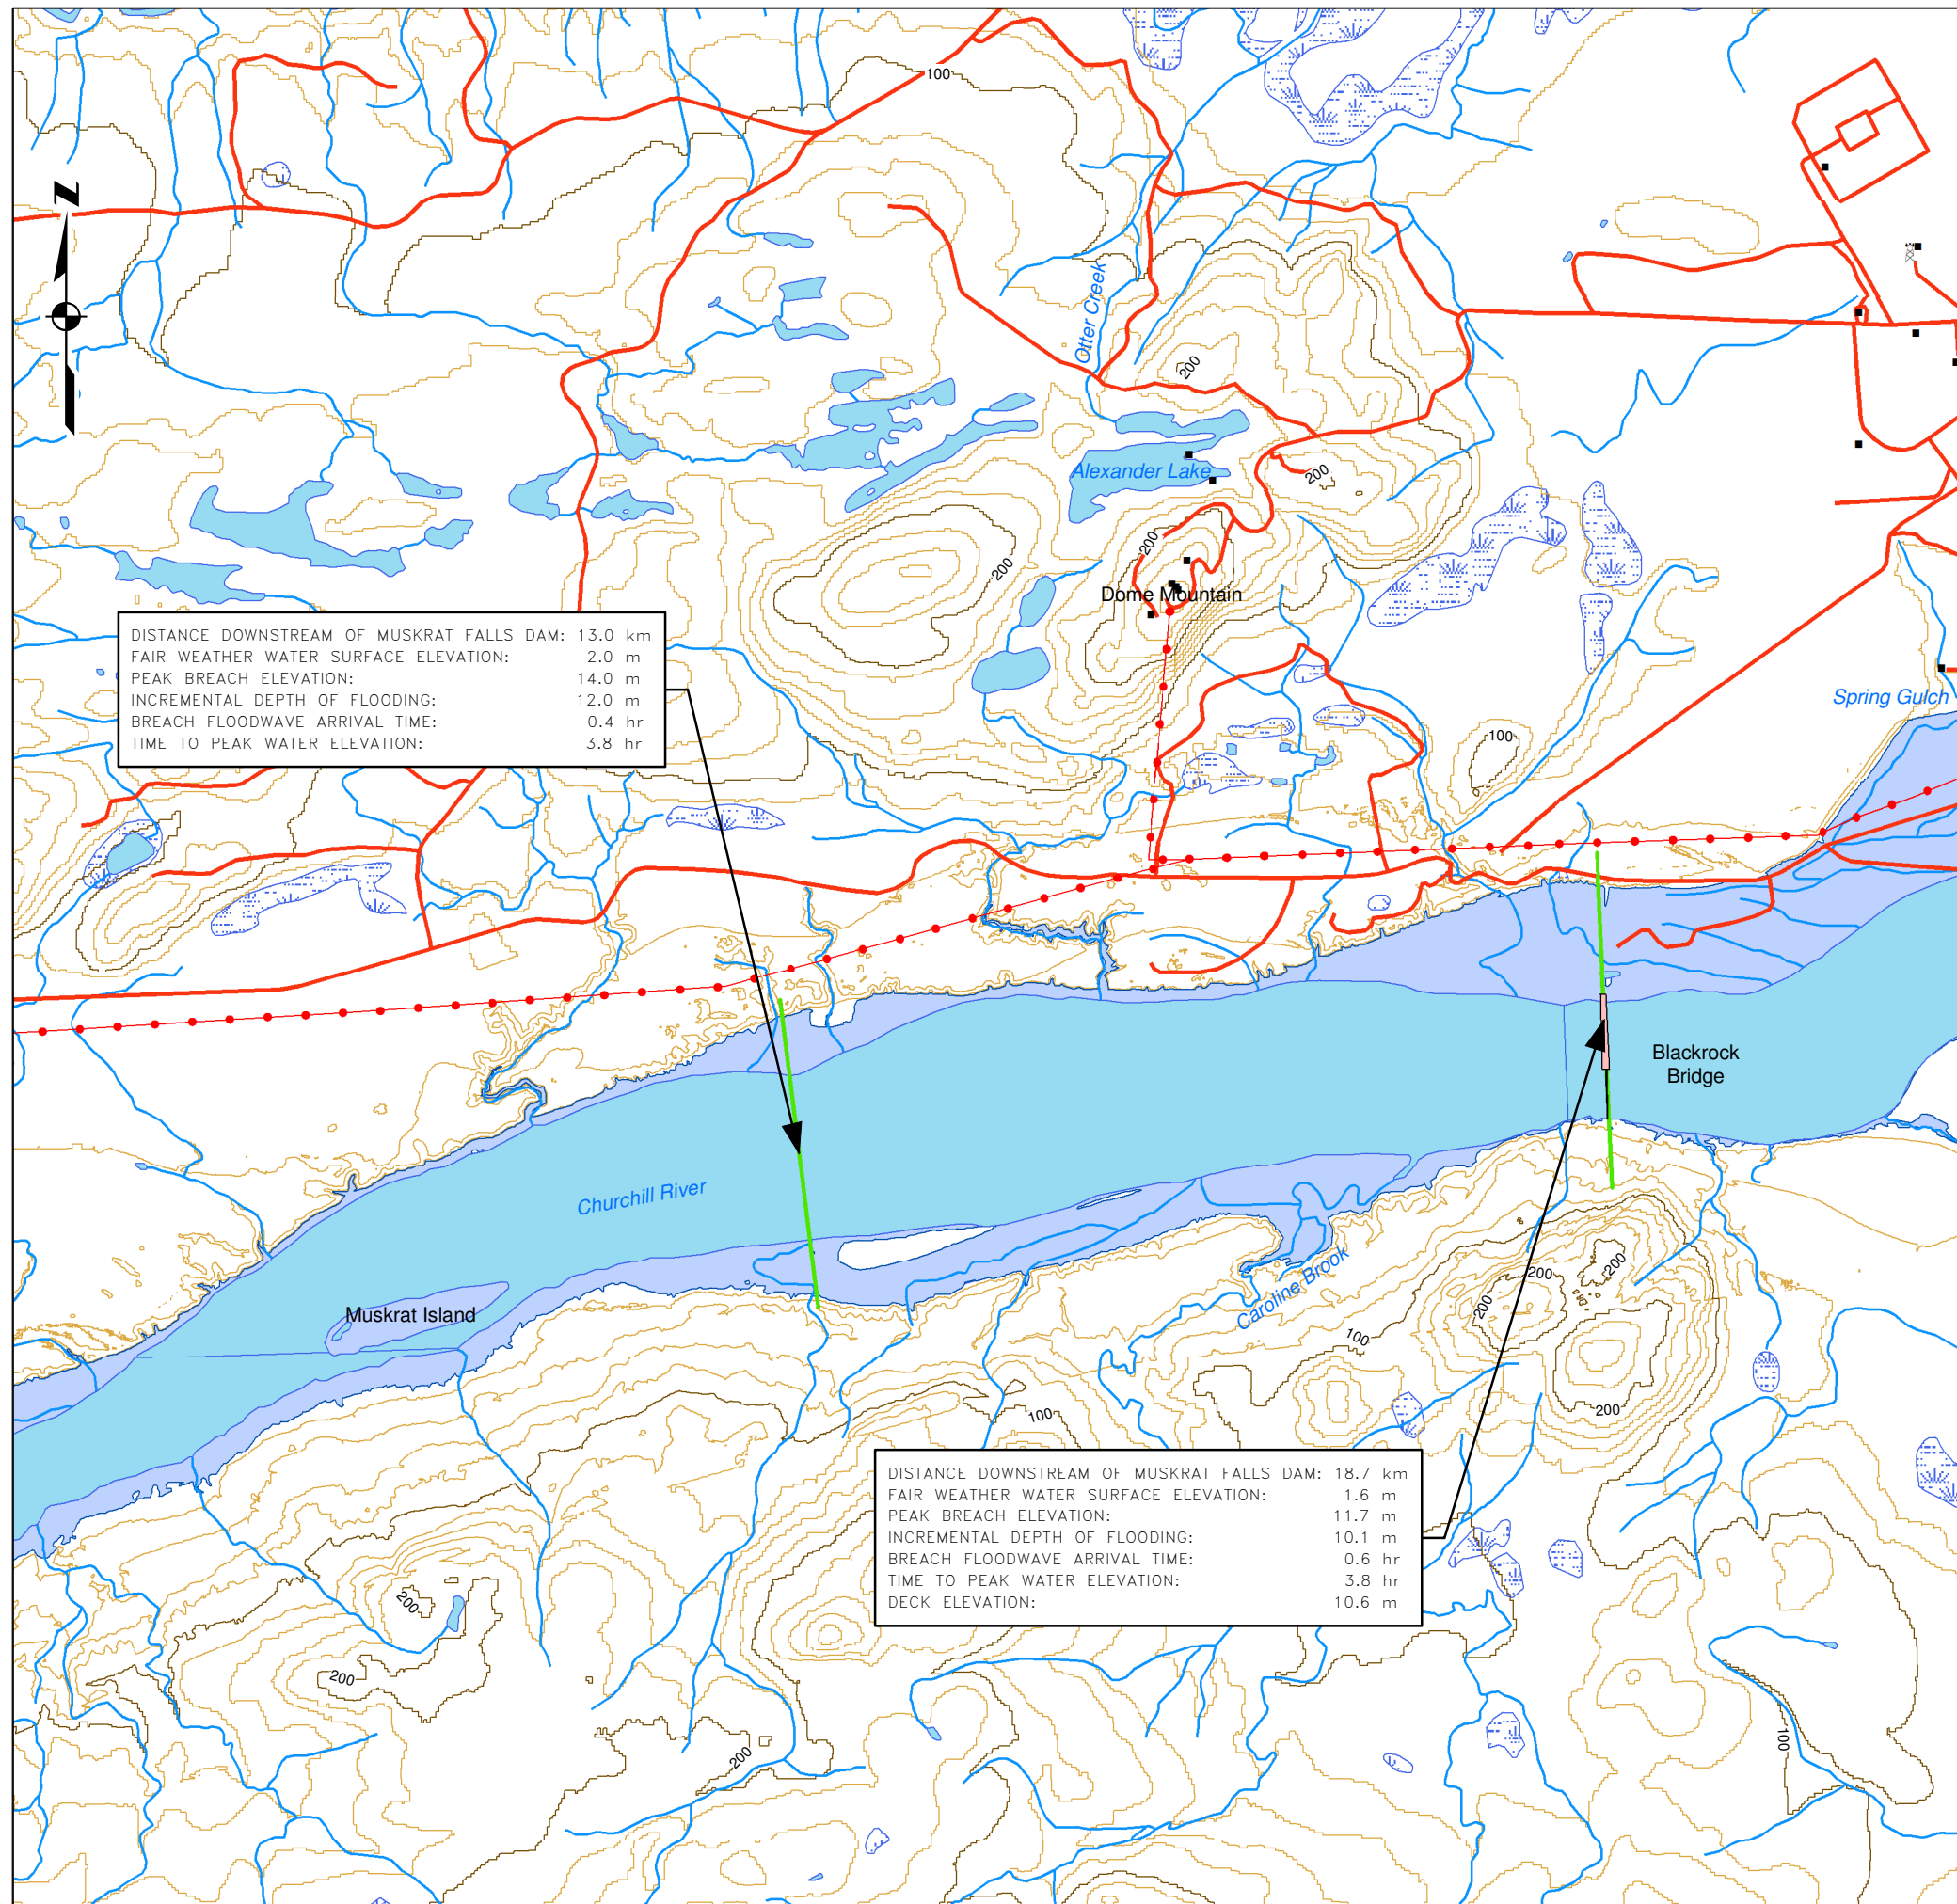 100
N
Otter Creek
200
Alexander Lake
200
200
200
Dome Mountain
DISTANCE DOWNSTREAM OF MUSKRAT FALLS DAM: 13.0 km
FAIR WEATHER WATER SURFACE ELEVATION: 2.0 m
PEAK BREACH ELEVATION: 14.0 m
INCREMENTAL DEPTH OF FLOODING: 12.0 m
BREACH FLOODWAVE ARRIVAL TIME: 0.4 hr
TIME TO PEAK WATER ELEVATION: 3.8 hr
Spring Gulch
100
Blackrock
Bridge
Churchill River
Caroline Brook
200
200
200
Muskrat Island
100
200
100
DISTANCE DOWNSTREAM OF MUSKRAT FALLS DAM: 18.7 km
FAIR WEATHER WATER SURFACE ELEVATION: 1.6 m
PEAK BREACH ELEVATION: 11.7 m
INCREMENTAL DEPTH OF FLOODING: 10.1 m
BREACH FLOODWAVE ARRIVAL TIME: 0.6 hr
TIME TO PEAK WATER ELEVATION: 3.8 hr
DECK ELEVATION: 10.6 m
200
200
200
100